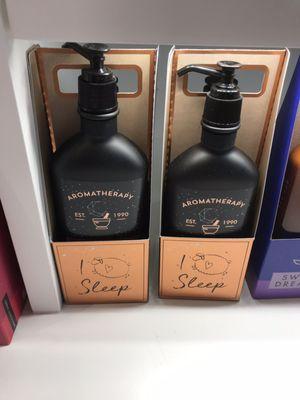 AROMATHERAPY
EST. 1990
I
Sleep
AROMATHERAPY
EST. 1990
I
Sleep
SW
DREA